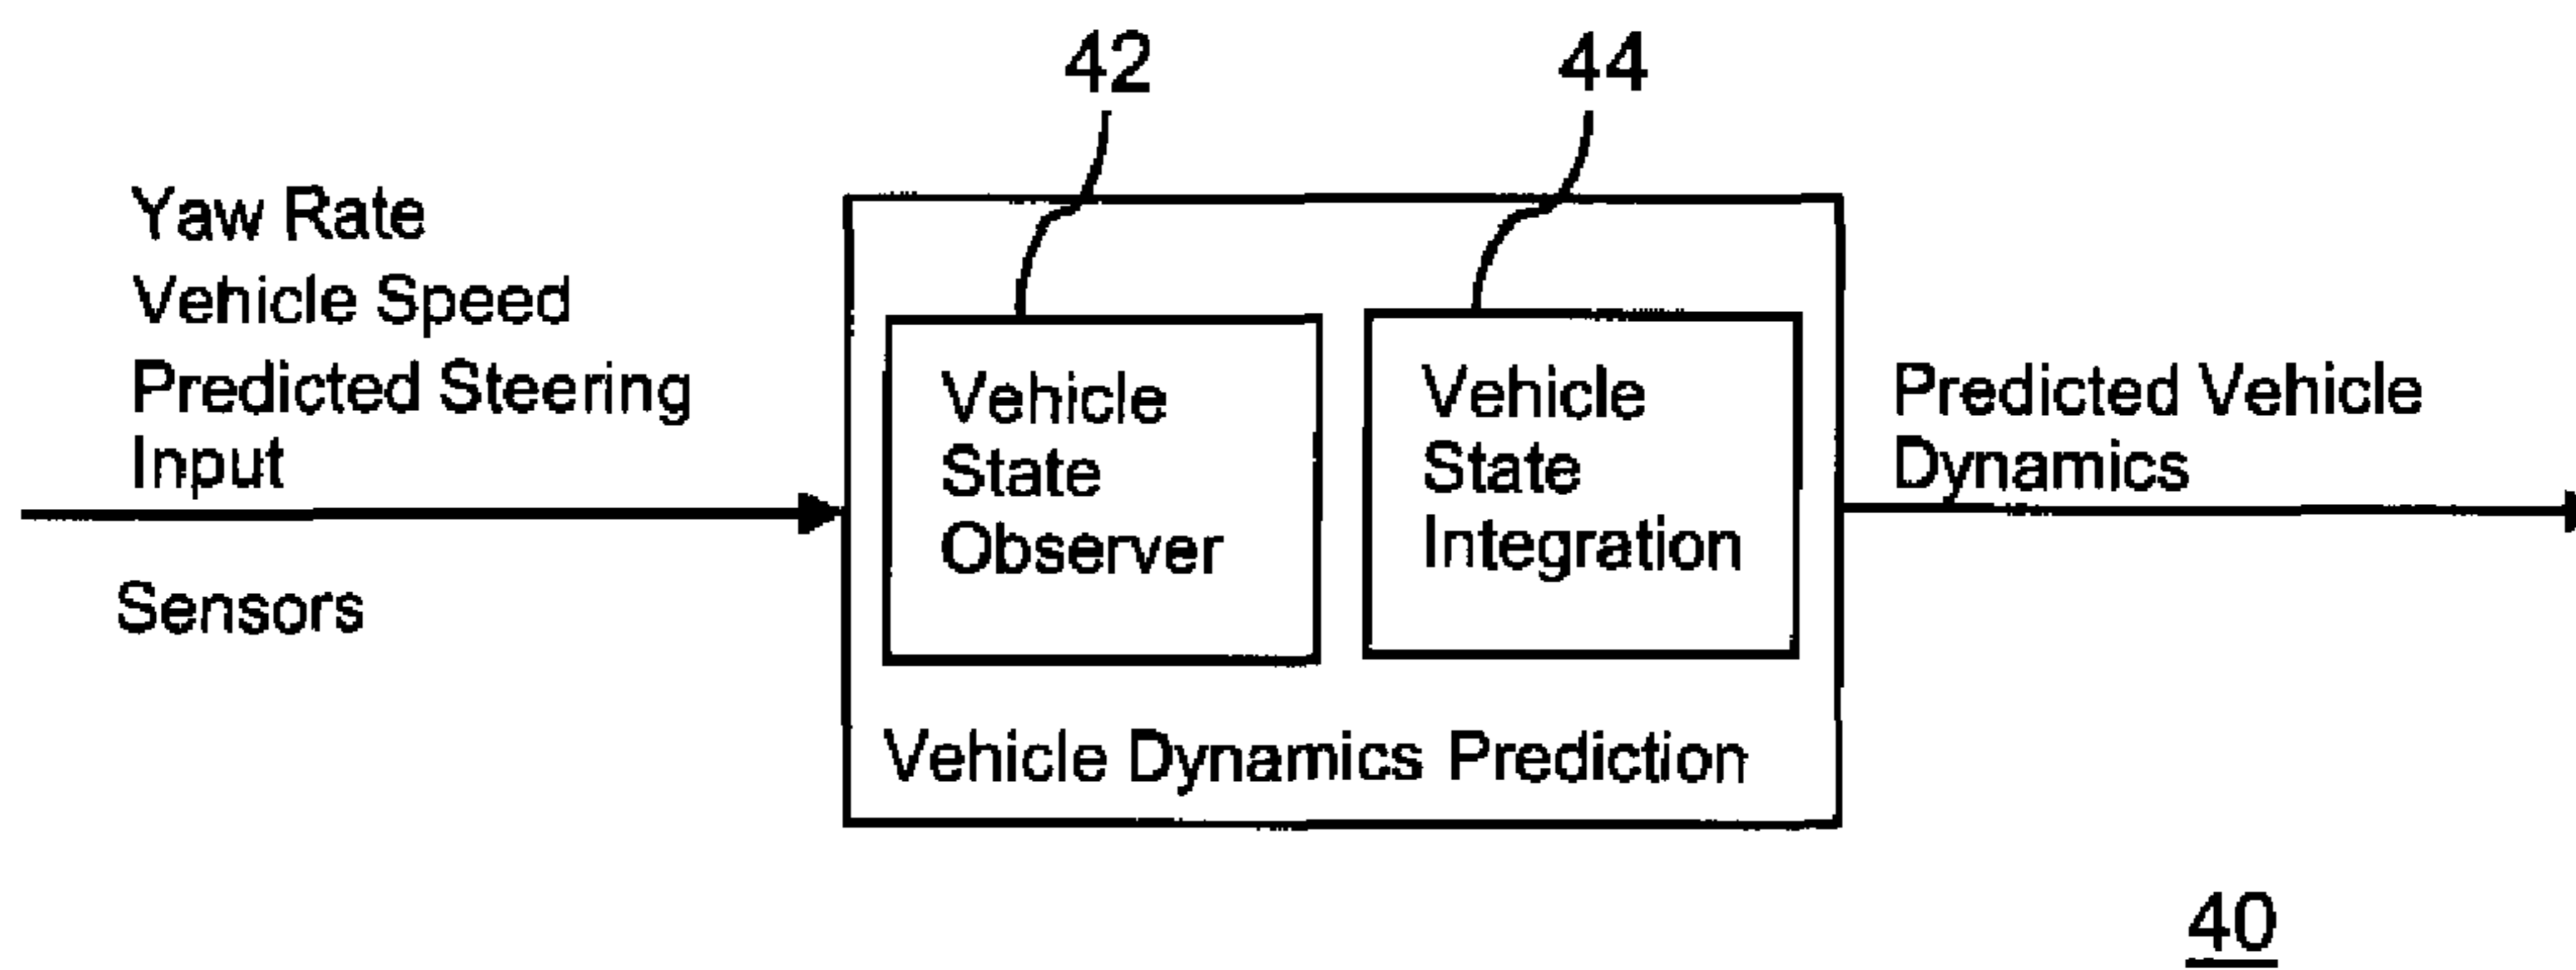 42
44
Yaw Rate
Vehicle Speed
Predicted Steering
Input
Sensors
Vehicle
State
Observer
Vehicle
State
Integration
Vehicle Dynamics Prediction
Predicted Vehicle
Dynamics
40